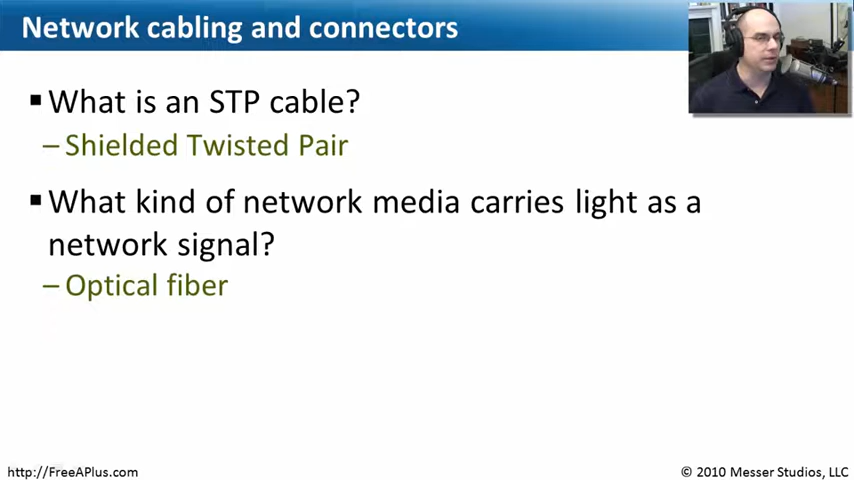 Network cabling and connectors
▪ What is an STP cable?
– Shielded Twisted Pair
▪ What kind of network media carries light as a
network signal?
– Optical fiber
http://FreeAPlus.com
© 2010 Messer Studios, LLC